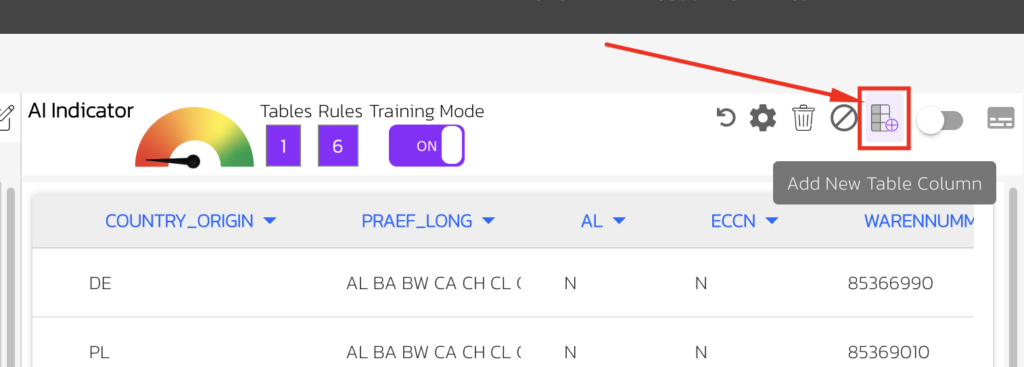 AI Indicator
Tables Rules Training Mode
1 6 ON
Add New Table Column
COUNTRY_ORIGIN PRAEF_LONG AL ECCN WARENNUMM
DE AL BA BW CA CH CL N N 85366990
PL AL BA BW CA CH CL N N 85369010